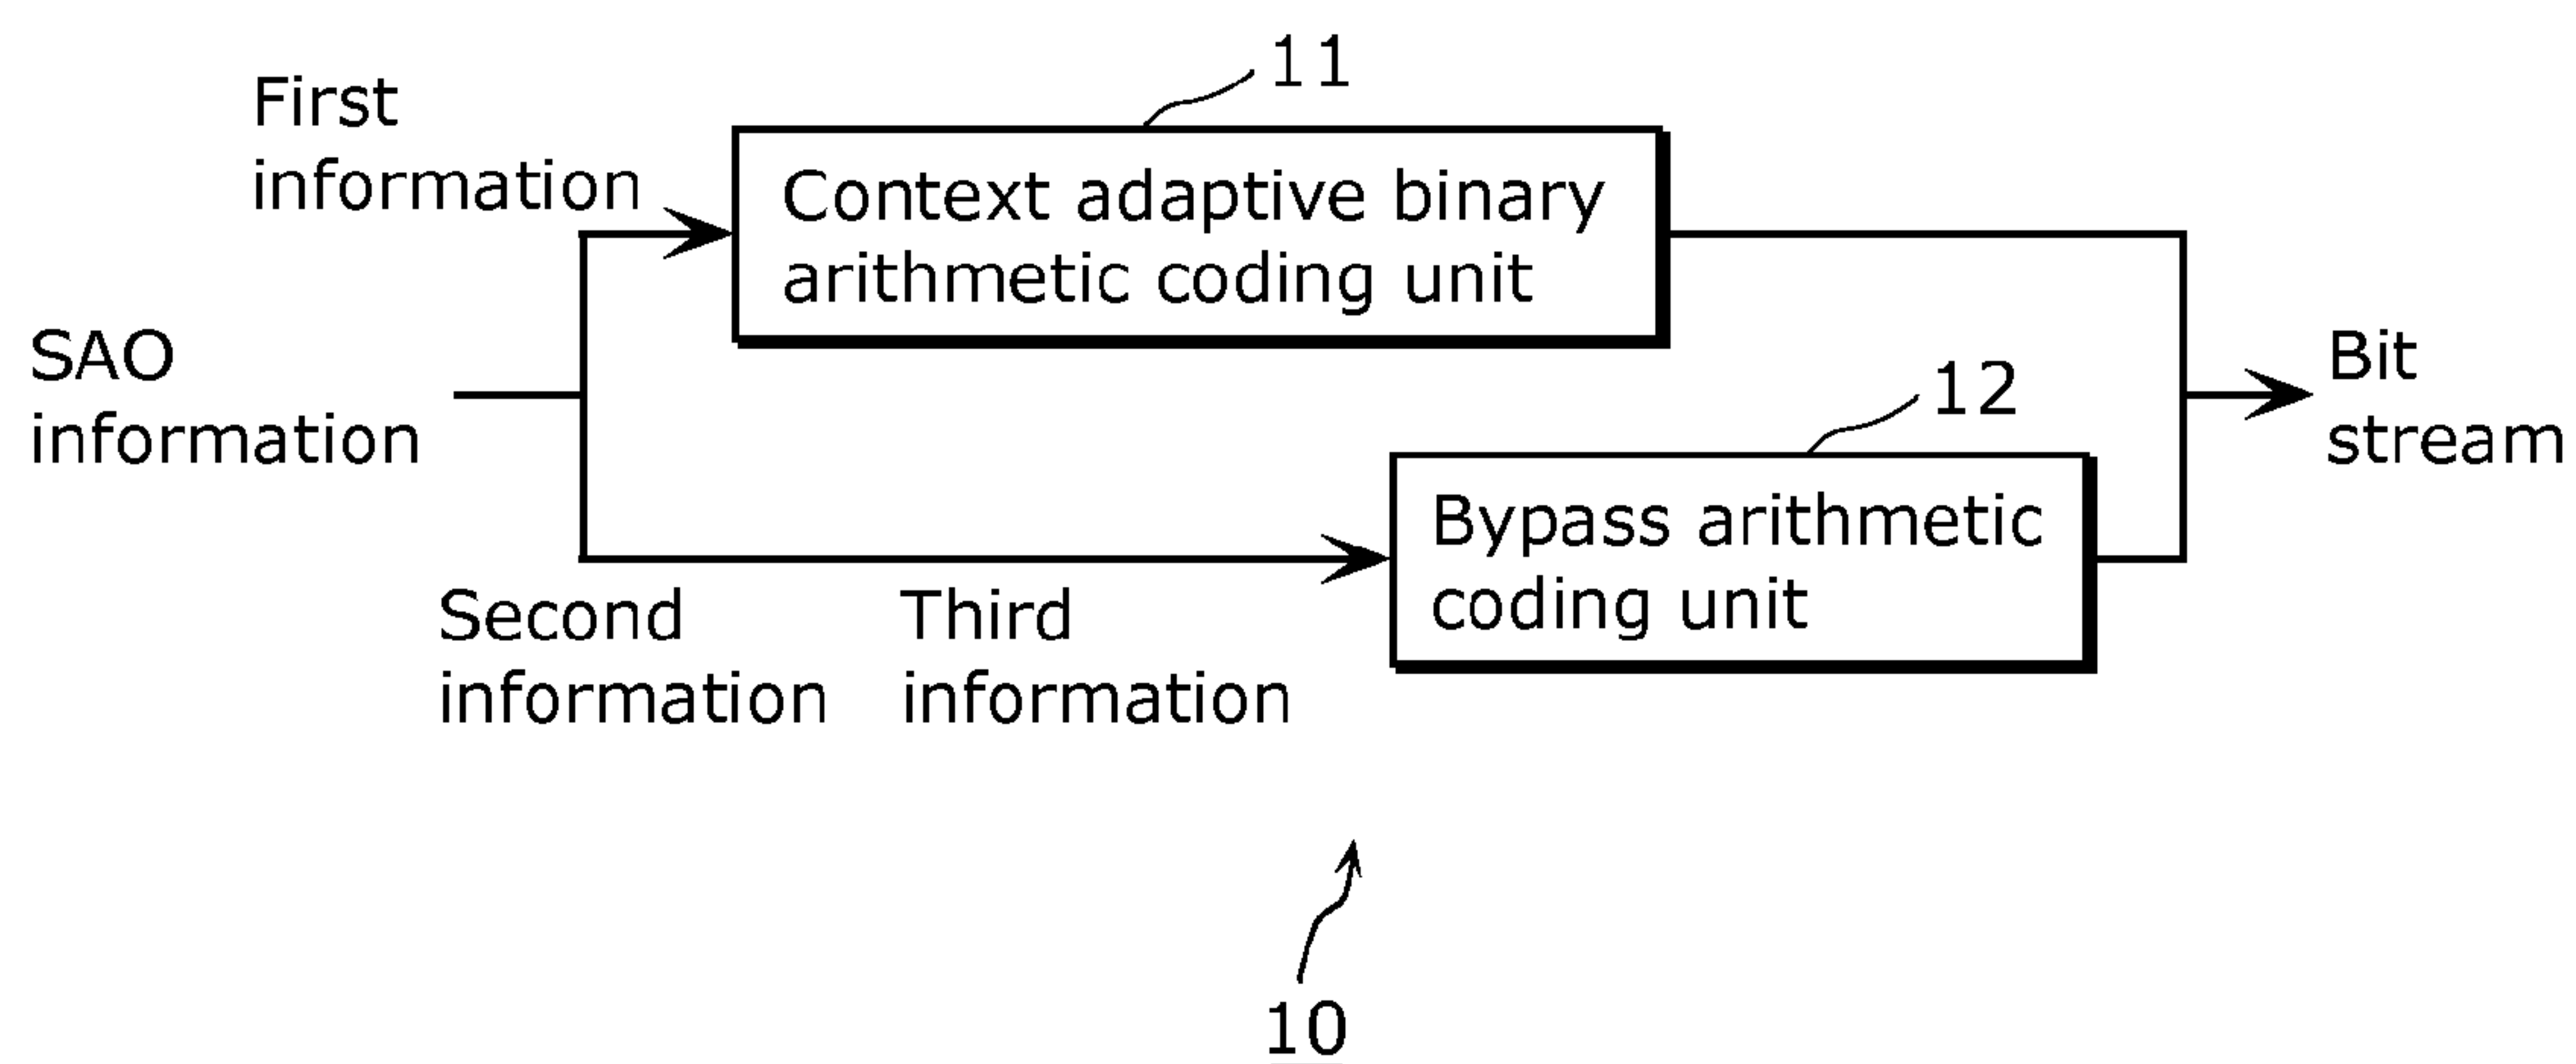 First
information
11
Context adaptive binary
arithmetic coding unit
SAO
information
12
Bit
stream
Bypass arithmetic
coding unit
Second
information
Third
information
10